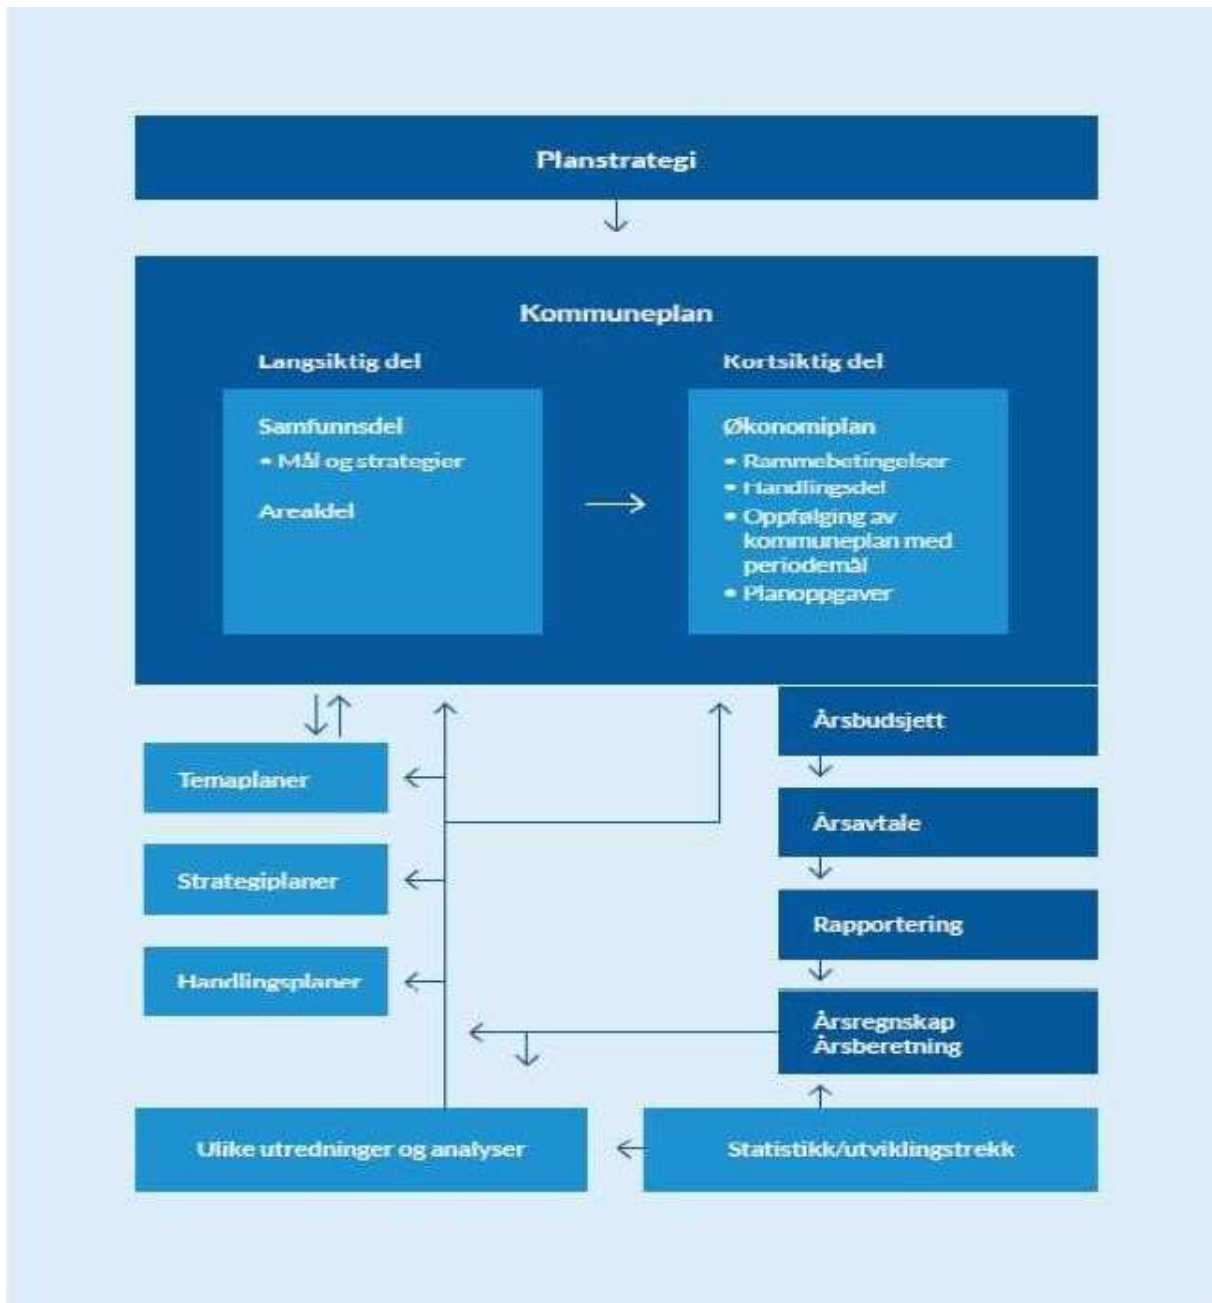 Planstrategi
Kommuneplan
Langsiktig del
Samfunnsdel
• Mål og strategier
Arealdel
Kortsiktig del
Økonomiplan
• Rammebetingelser
• Handlingsdel
• Oppfølging av
kommuneplan med
periodemål
• Planoppgaver
Temaplaner
Strategiplaner
Handlingsplaner
Årsbudsjett
Årsavtale
Rapportering
Årsregnskap
Årsberetning
Ulike utredninger og analyser
Statistikk/utviklingstrekk